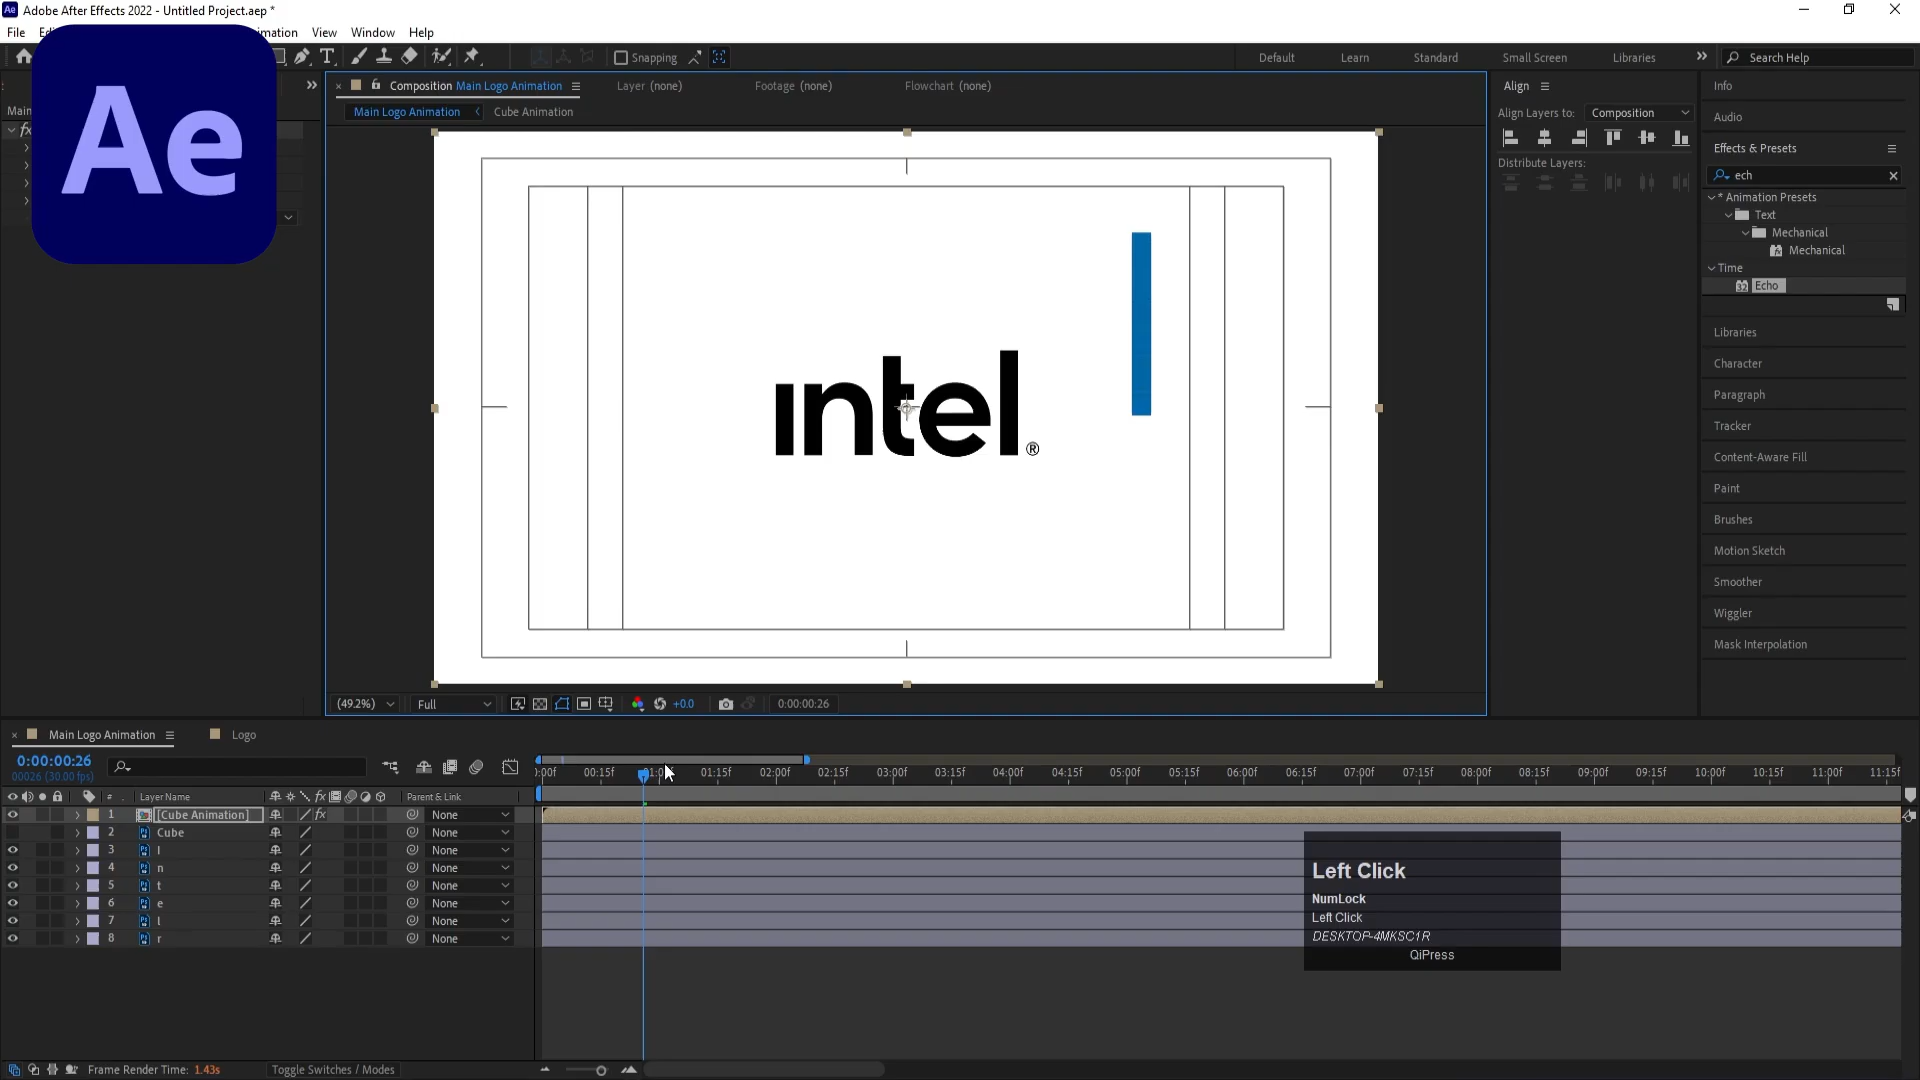 Adobe After Effects 2022 - Untitled Project.aep *
File
View
Window
Help
Snapping
Default
Learn
Standard
Small Screen
Libraries
Search Help
Ae
Composition Main Logo Animation
Layer (none)
Footage (none)
Flowchart (none)
Main Logo Animation
Cube Animation
intel
®
(49.2%)
Full
+0.0
0:00:00:26
Align
Align Layers to:
Composition
Distribute Layers:
Info
Audio
Effects & Presets
ech
* Animation Presets
Text
Mechanical
Mechanical
Time
Echo
Libraries
Character
Paragraph
Tracker
Content-Aware Fill
Paint
Brushes
Motion Sketch
Smoother
Wiggler
Mask Interpolation
Main Logo Animation
Logo
0:00:00:26
00026 (30.00 fps)
00:15f
01:15f
02:00f
02:15f
03:00f
03:15f
04:00f
04:15f
05:00f
05:15f
06:00f
06:15f
07:00f
07:15f
08:00f
08:15f
09:00f
09:15f
10:00f
10:15f
11:00f
11:15f
#
Layer Name
Parent & Link
1 [Cube Animation] None
2 Cube None
3 I None
4 n None
5 t None
6 e None
7 l None
8 r None
Left Click
NumLock
Left Click
DESKTOP-4MKSC1R
QiPress
Frame Render Time: 1.43s
Toggle Switches / Modes